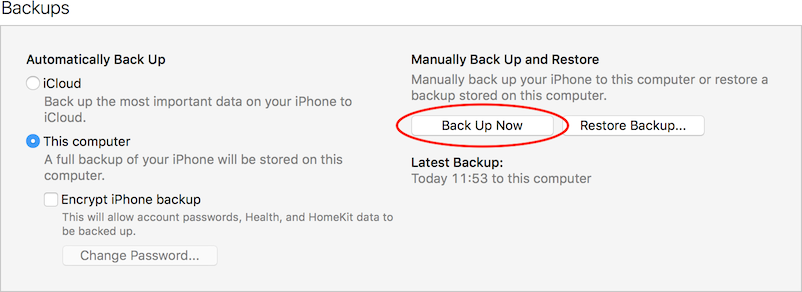 Backups
Automatically Back Up
iCloud
Back up the most important data on your iPhone to
iCloud.
This computer
A full backup of your iPhone will be stored on this
computer.
Encrypt iPhone backup
This will allow account passwords, Health, and HomeKit data to
be backed up.
Change Password...
Manually Back Up and Restore
Manually back up your iPhone to this computer or restore a
backup stored on this computer.
Back Up Now
Restore Backup...
Latest Backup:
Today 11:53 to this computer